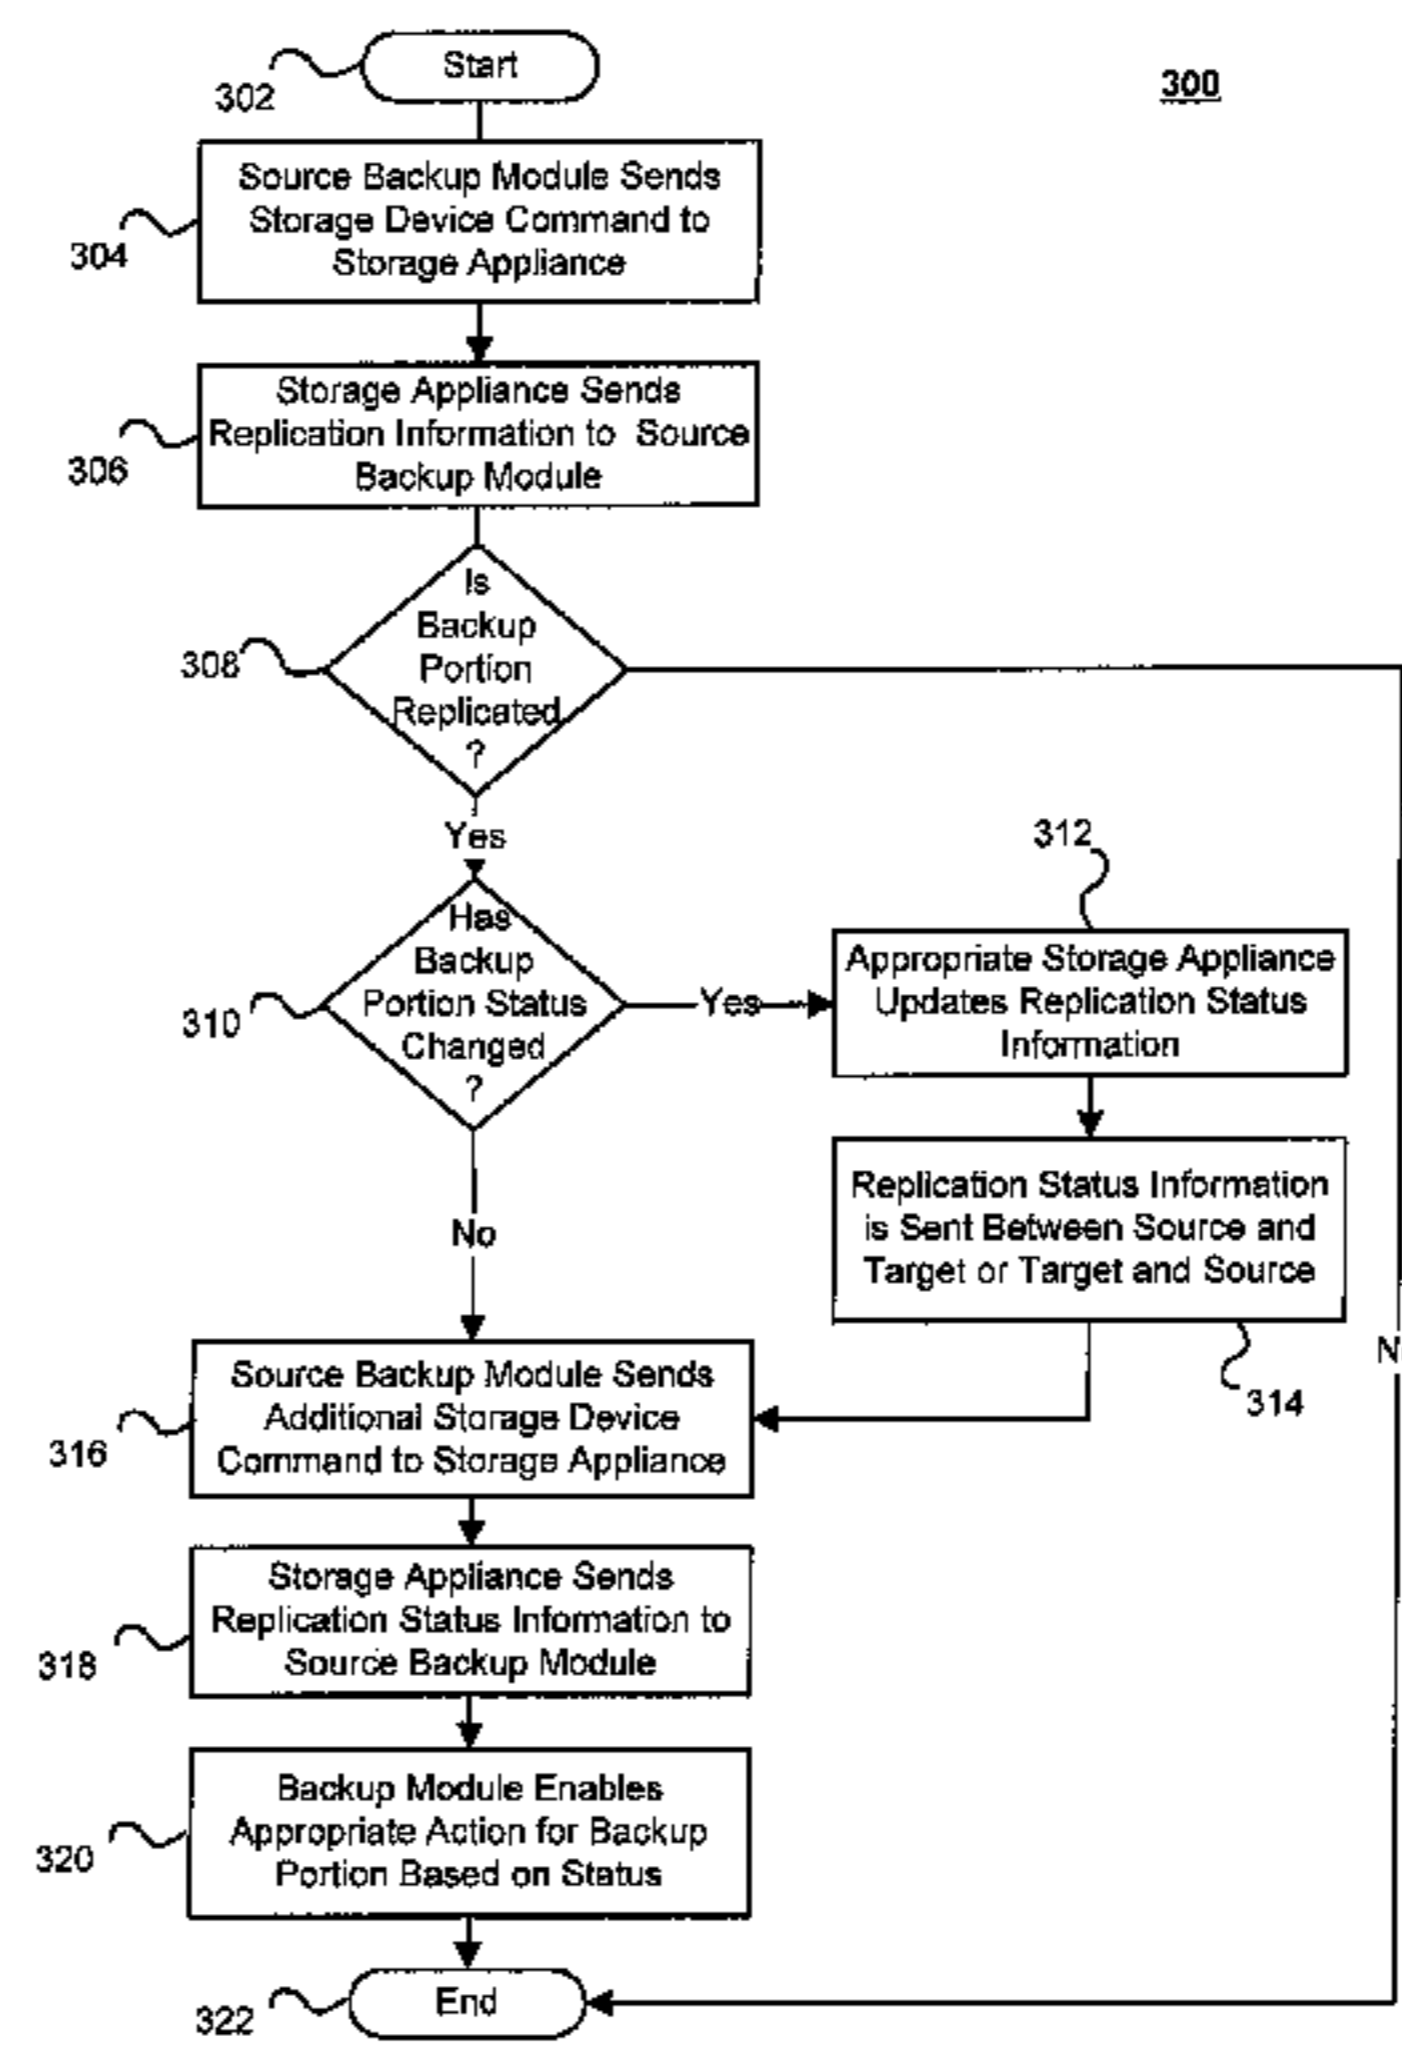 302
Start
300
304
Source Backup Module Sends
Storage Device Command to
Storage Appliance
306
Storage Appliance Sends
Replication Information to Source
Backup Module
308
Is
Backup
Portion
Replicated
?
Yes
310
Has
Backup
Portion Status
Changed
?
Yes
312
Appropriate Storage Appliance
Updates Replication Status
Information
Replication Status Information
is Sent Between Source and
Target or Target and Source
314
No
N
316
Source Backup Module Sends
Additional Storage Device
Command to Storage Appliance
318
Storage Appliance Sends
Replication Status Information to
Source Backup Module
320
Backup Module Enables
Appropriate Action for Backup
Portion Based on Status
322
End